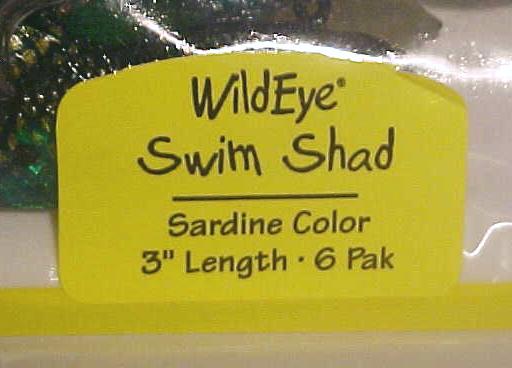 WildEye®
Swim Shad
Sardine Color
3" Length · 6 Pak